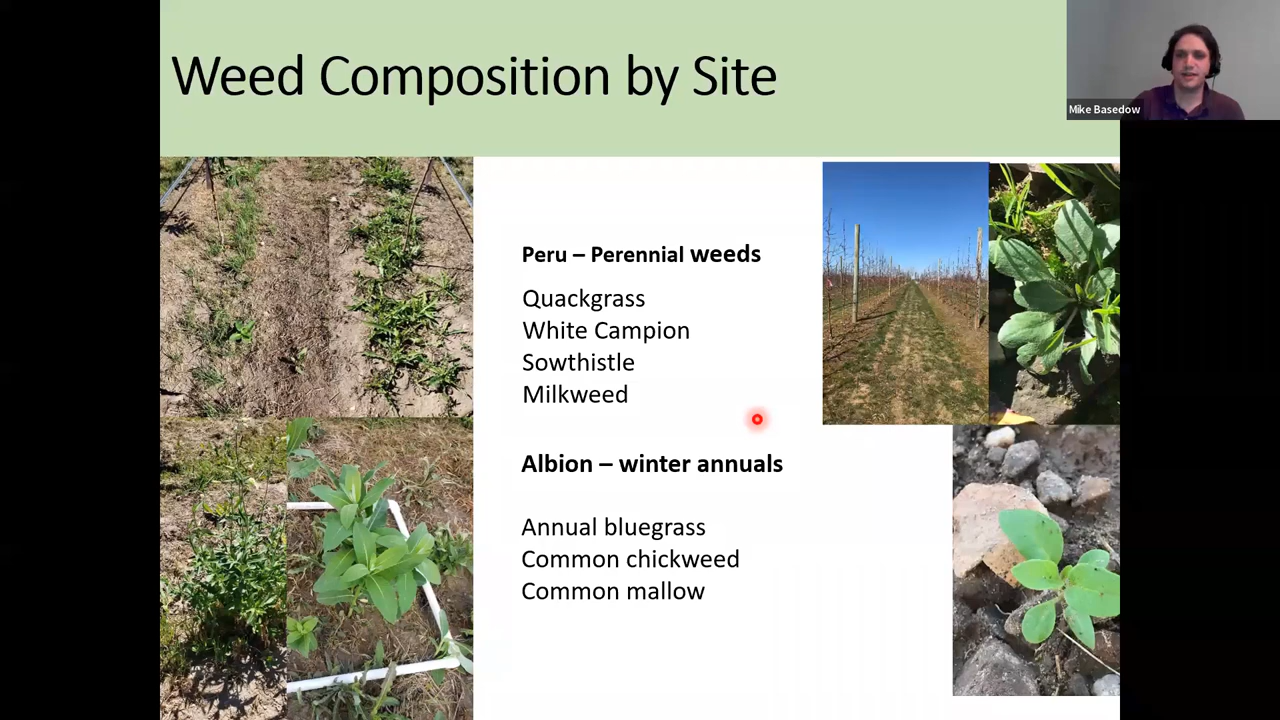 Weed Composition by Site
Mike Basedow
Peru – Perennial weeds
Quackgrass
White Campion
Sowthistle
Milkweed
Albion – winter annuals
Annual bluegrass
Common chickweed
Common mallow